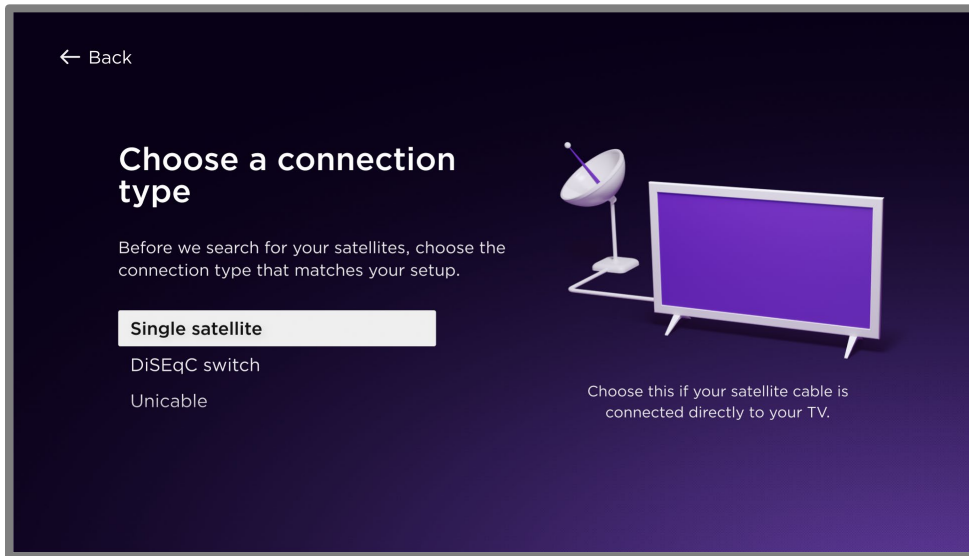 ← Back
Choose a connection
type
Before we search for your satellites, choose the
connection type that matches your setup.
Single satellite
DiSEqC switch
Unicable
Choose this if your satellite cable is
connected directly to your TV.